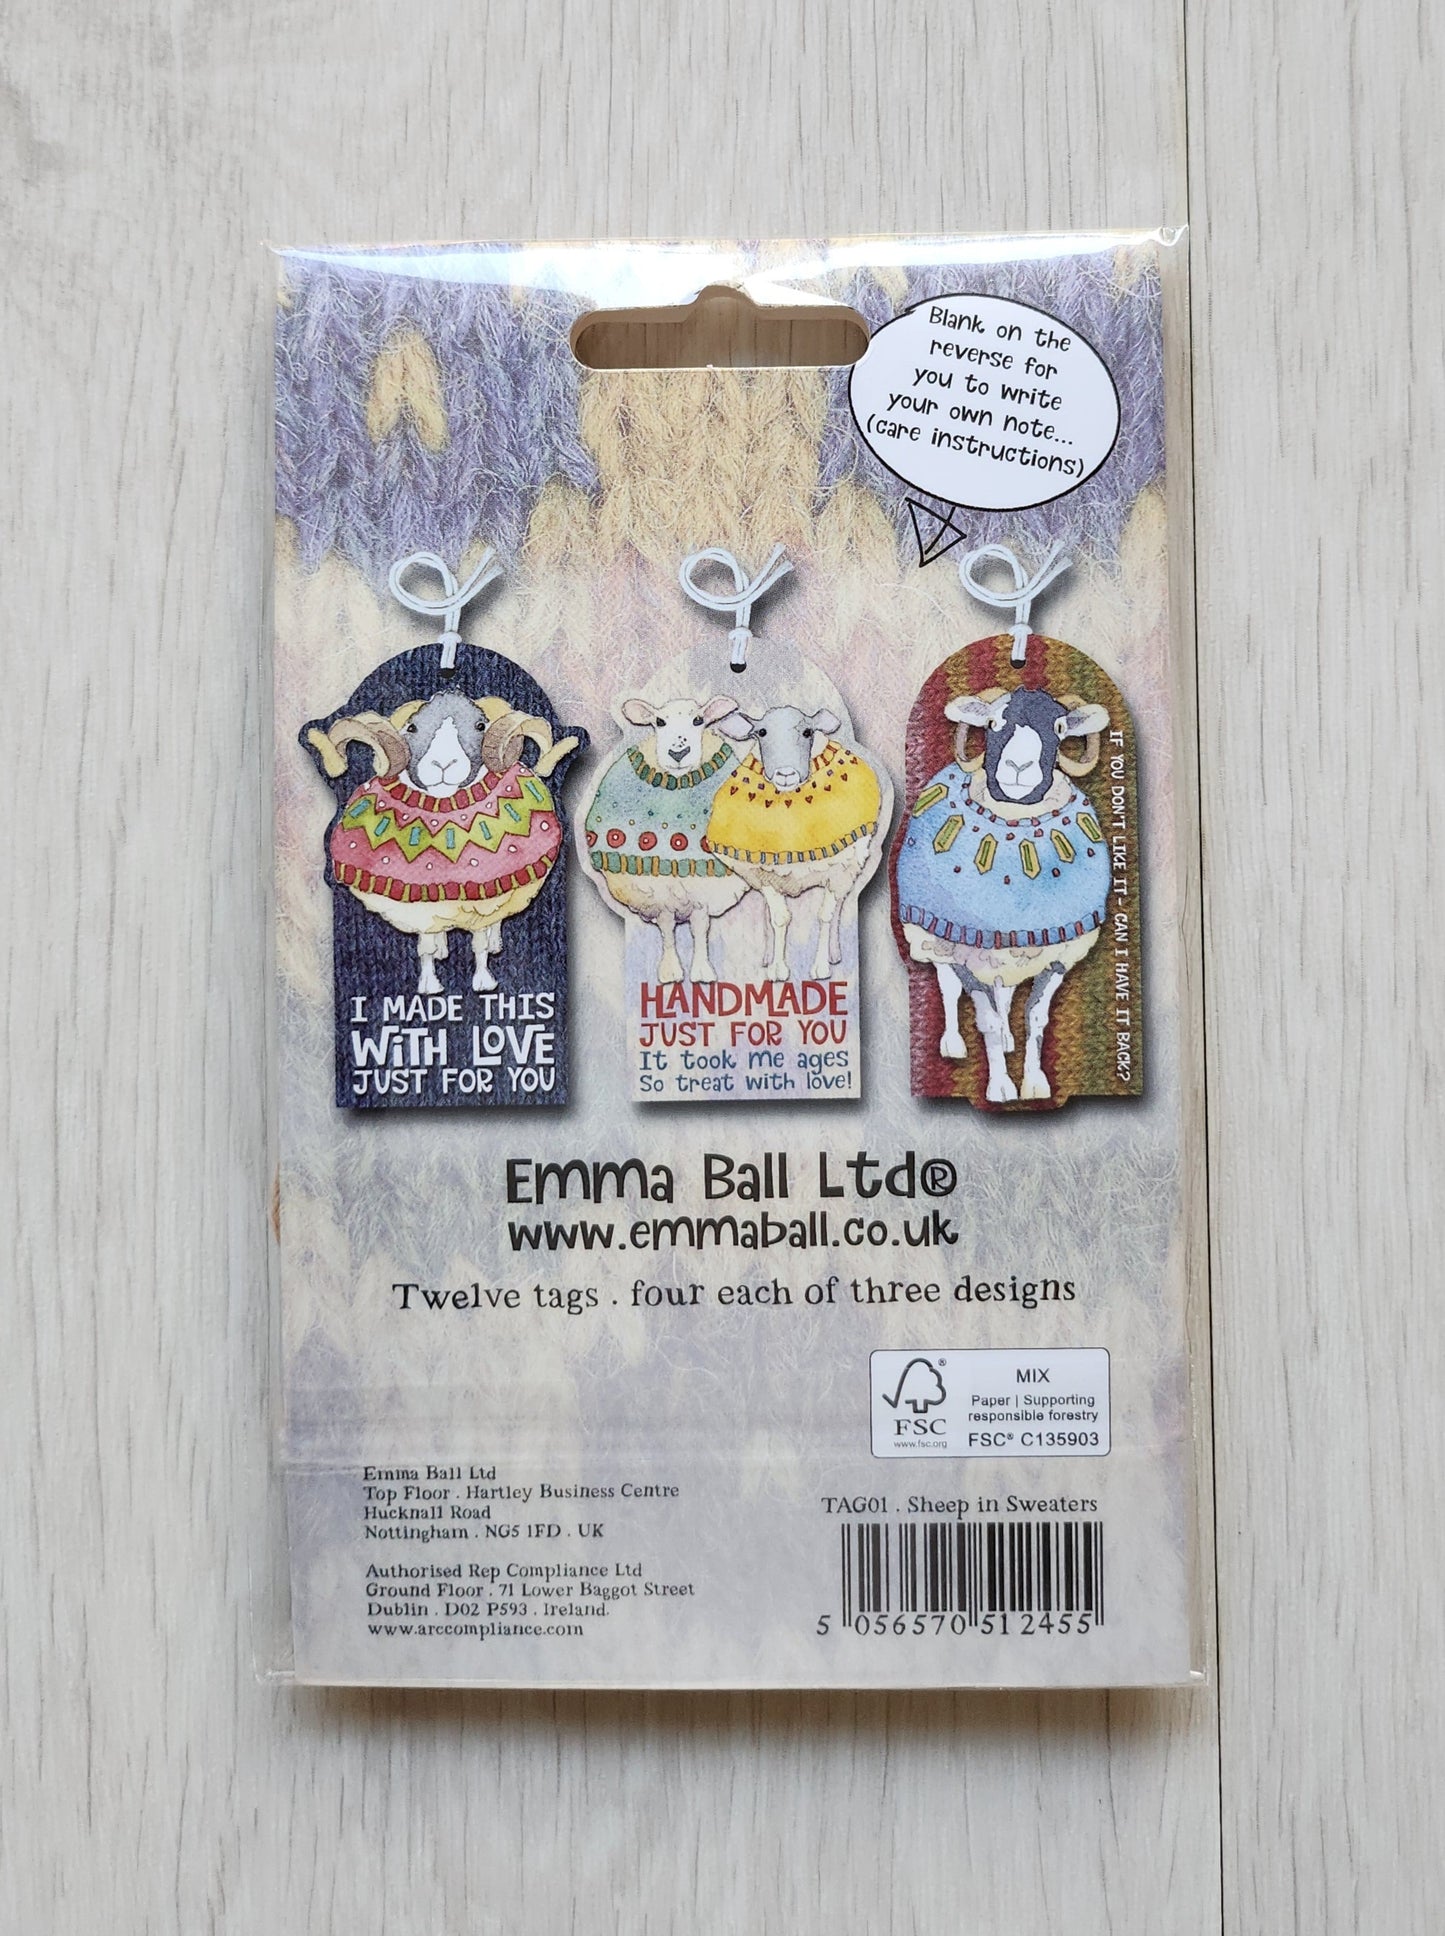 Blank on the
reverse for
you to write
your own note...
(care instructions)
I MADE THIS
WITH LOVE
JUST FOR YOU
HANDMADE
JUST FOR YOU
It took me ages
So treat with love!
IF YOU DON'T LIKE IT - CAN I HAVE IT BACK?
Emma Ball Ltd®
www.emmaball.co.uk
Twelve tags . four each of three designs
FSC®
www.fsc.org
MIX
Paper | Supporting
responsible forestry
FSC® C135903
Emma Ball Ltd
Top Floor . Hartley Business Centre
Hucknall Road
Nottingham . NG5 1FD . UK
Authorised Rep Compliance Ltd
Ground Floor . 71 Lower Baggot Street
Dublin . D02 P593 . Ireland.
www.arccompliance.com
TAG01 . Sheep in Sweaters
5 056570 512455